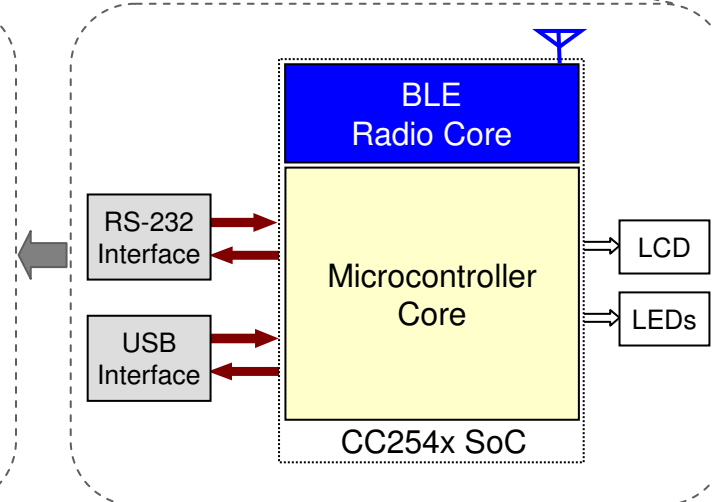 BLE
Radio Core
RS-232
Interface
Microcontroller
Core
LCD
LEDs
USB
Interface
CC254x SoC